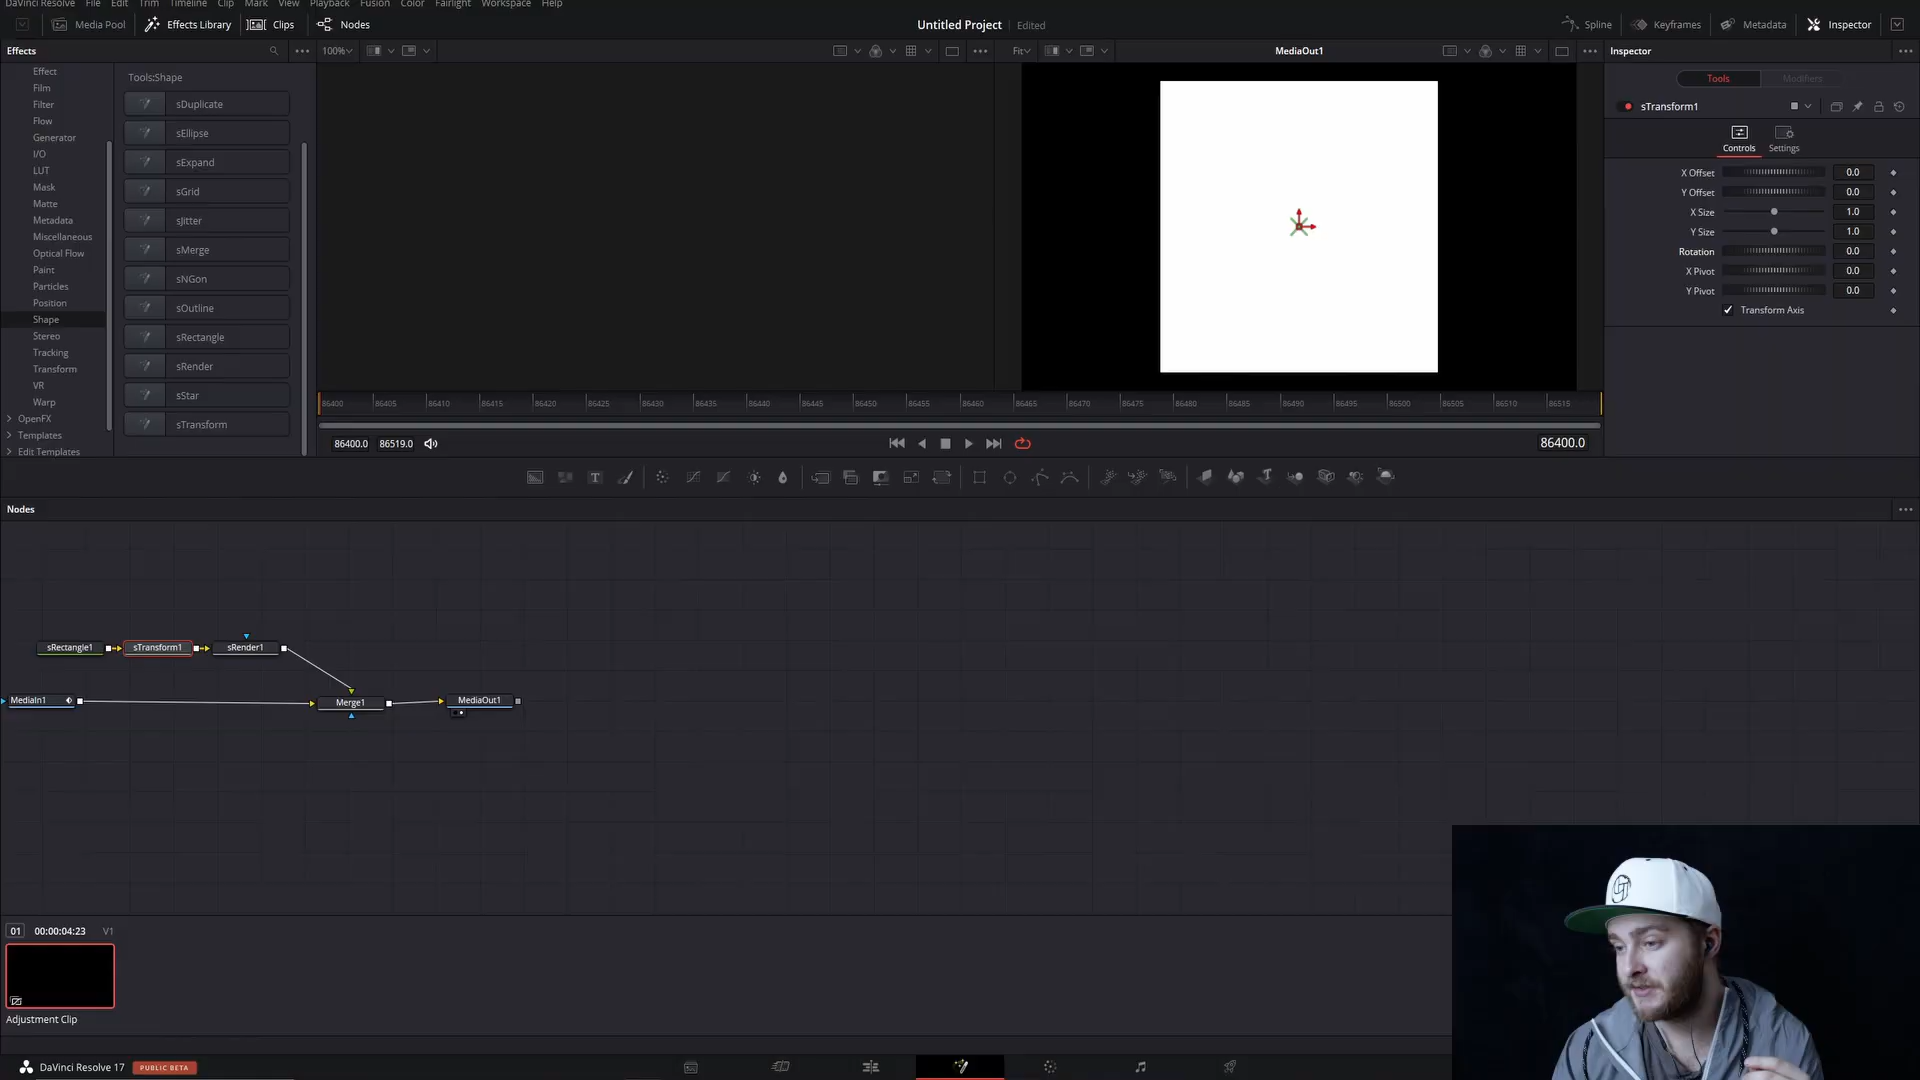 DaVinci Resolve File Edit Trim Timeline Clip Mark View Playback Fusion Color Fairlight Workspace Help
Media Pool Effects Library Clips Nodes Untitled Project Edited Spline Keyframes Metadata Inspector
Effects 100% Fit MediaOut1 Inspector
Tools Modifiers
sTransform1
Controls Settings
X Offset 0.0
Y Offset 0.0
X Size 1.0
Y Size 1.0
Rotation 0.0
X Pivot 0.0
Y Pivot 0.0
Transform Axis
Effect
Film
Filter
Flow
Generator
I/O
LUT
Mask
Matte
Metadata
Miscellaneous
Optical Flow
Paint
Particles
Position
Shape
Stereo
Tracking
Transform
VR
Warp
OpenFX
Templates
Edit Templates
Tools:Shape
sDuplicate
sEllipse
sExpand
sGrid
sJitter
sMerge
sNGon
sOutline
sRectangle
sRender
sStar
sTransform
86400 86405 86410 86415 86420 86425 86430 86435 86440 86445 86450 86455 86460 86465 86470 86475 86480 86485 86490 86495 86500 86505 86510 86515
86400.0 86519.0 86400.0
T
T
Nodes
sRectangle1 sTransform1 sRender1
MediaIn1 Merge1 MediaOut1
01 00:00:04:23 V1
Adjustment Clip
DaVinci Resolve 17 PUBLIC BETA